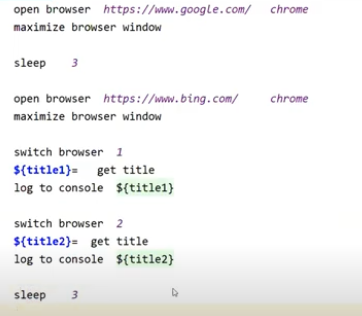 open browser  https://www.google.com/   chrome
maximize browser window
sleep    3
open browser  https://www.bing.com/     chrome
maximize browser window
switch browser  1
${title1}=   get title
log to console  ${title1}
switch browser  2
${title2}=  get title
log to console  ${title2}
sleep    3